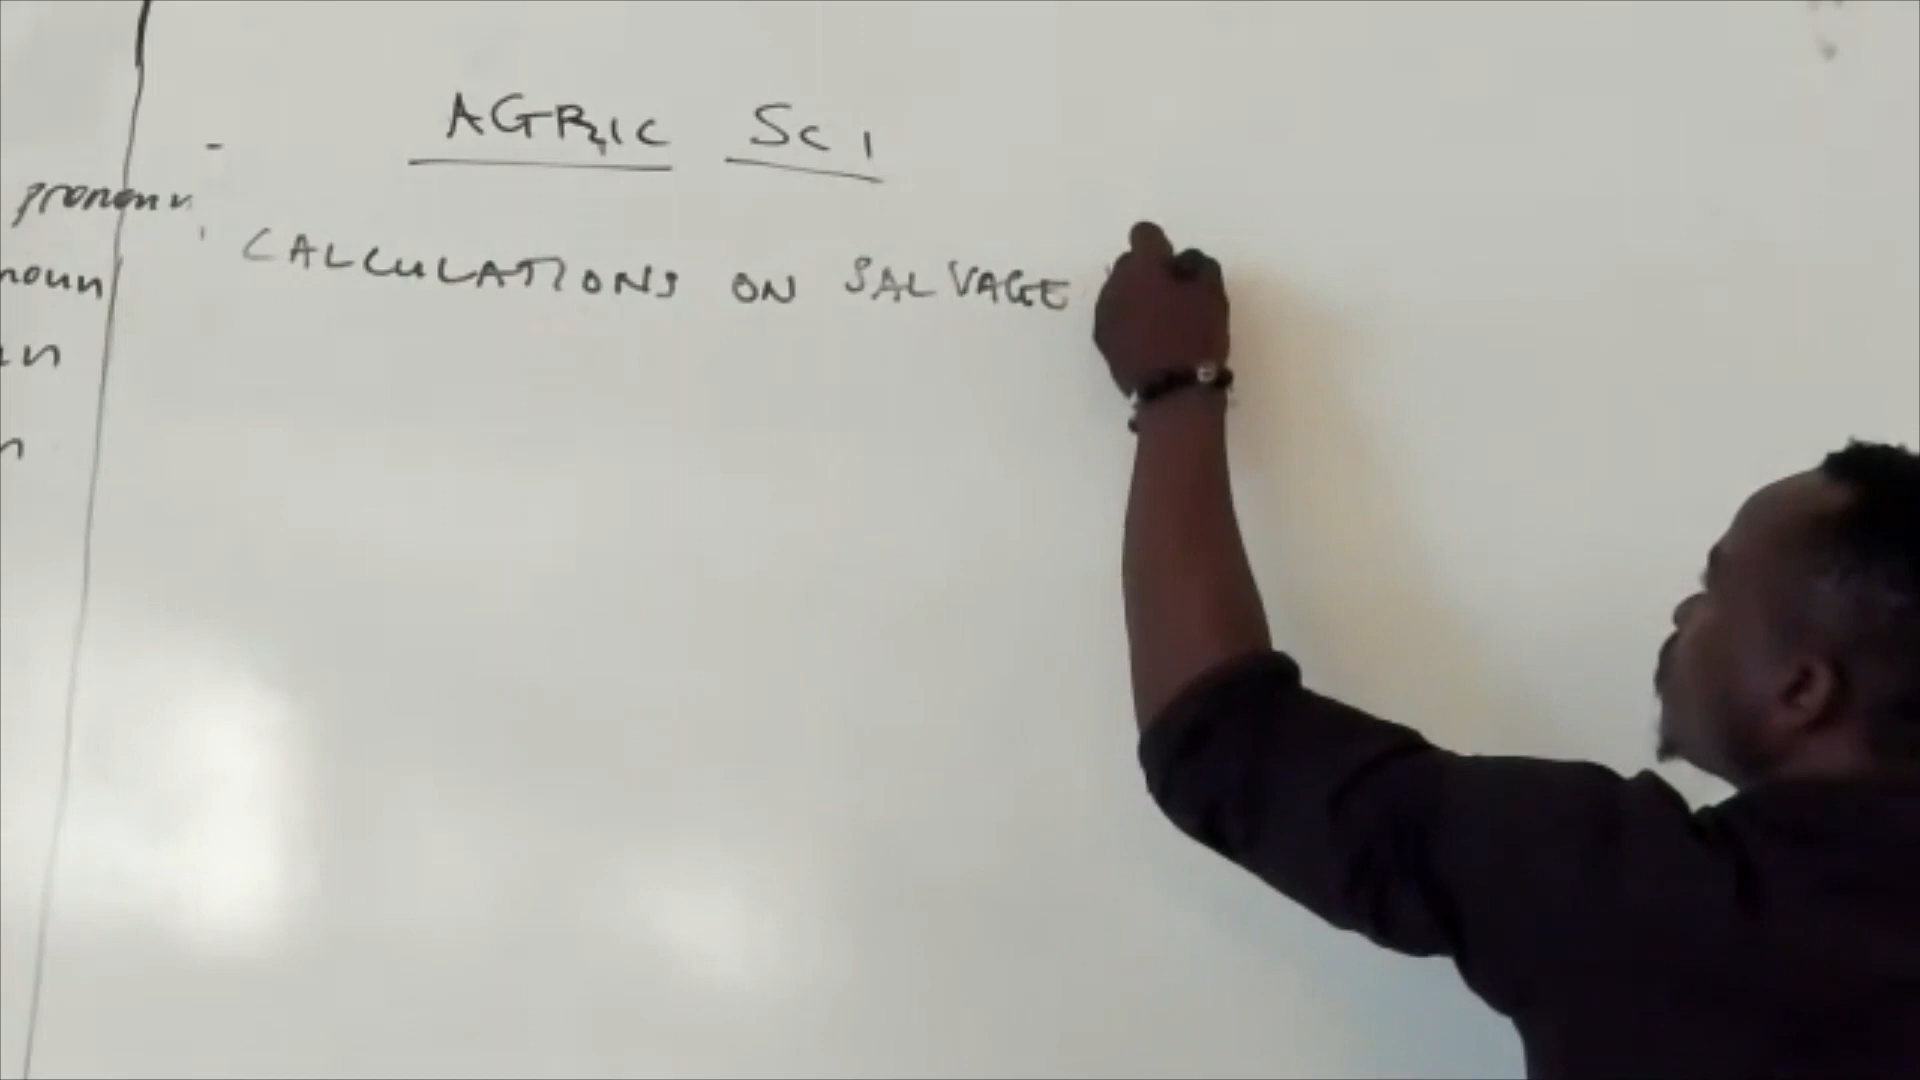 AGRIC SCI
pronoun
CALCULATIONS ON SALVAGE
noun